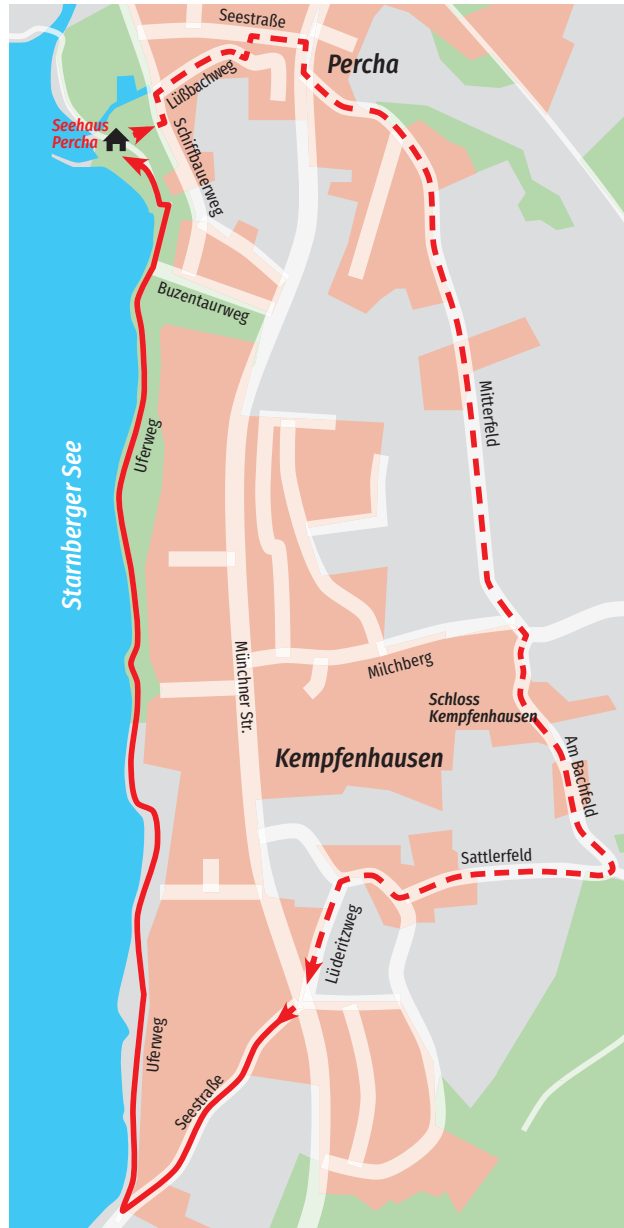 Seestraße
Percha
Lüßbachweg
Seehaus
Percha
Schiffbauerweg
Buzentaurweg
Mitterfeld
Uferweg
Starnberger See
Münchner Str.
Milchberg
Schloss
Kempfenhausen
Kempfenhausen
Am Bachfeld
Sattlerfeld
Lüderitzweg
Uferweg
Seestraße